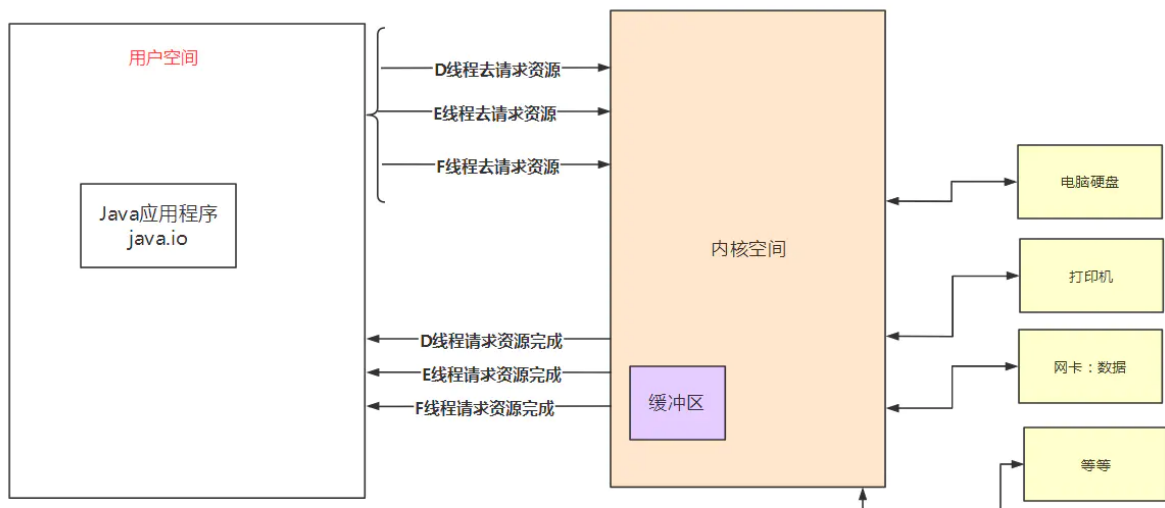 用户空间
D线程去请求资源
E线程去请求资源
F线程去请求资源
Java应用程序
java.io
内核空间
D线程请求资源完成
E线程请求资源完成
F线程请求资源完成
缓冲区
电脑硬盘
打印机
网卡：数据
等等